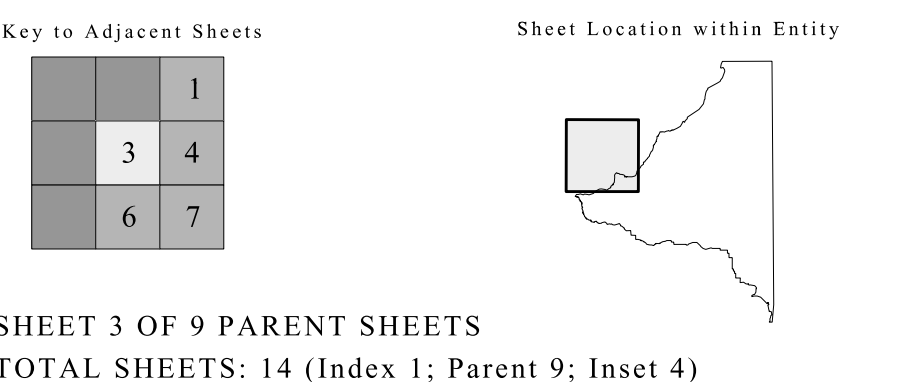 Key to Adjacent Sheets
Sheet Location within Entity
1
3 4
6 7
SHEET 3 OF 9 PARENT SHEETS
TOTAL SHEETS: 14 (Index 1; Parent 9; Inset 4)